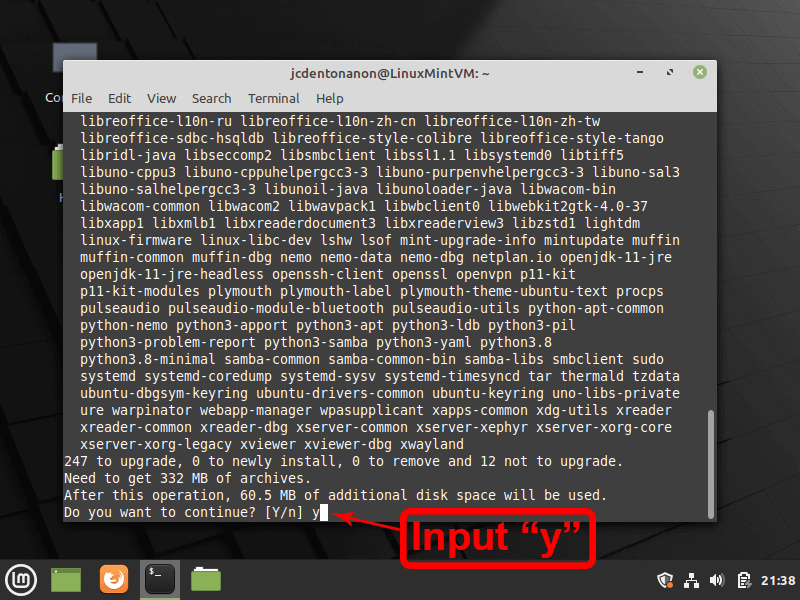 jcdentonanon@LinuxMintVM: ~
File Edit View Search Terminal Help
libreoffice-l10n-ru libreoffice-l10n-zh-cn libreoffice-l10n-zh-tw
libreoffice-sdbc-hsqldb libreoffice-style-colibre libreoffice-style-tango
libridl-java libseccomp2 libsmbclient libssl1.1 libsystemd0 libtiff5
libuno-cppu3 libuno-cppuhelpergcc3-3 libuno-purpenvhelpergcc3-3 libuno-sal3
libuno-salhelpergcc3-3 libunoil-java libunoloader-java libwacom-bin
libwacom-common libwacom2 libwavpack1 libwbclient0 libwebkit2gtk-4.0-37
libxapp1 libxmlb1 libxreaderdocument3 libxreaderview3 libzstd1 lightdm
linux-firmware linux-libc-dev lshw lsof mint-upgrade-info mintupdate muffin
muffin-common muffin-dbg nemo nemo-data nemo-dbg netplan.io openjdk-11-jre
openjdk-11-jre-headless openssh-client openssl openvpn p11-kit
p11-kit-modules plymouth plymouth-label plymouth-theme-ubuntu-text procps
pulseaudio pulseaudio-module-bluetooth pulseaudio-utils python-apt-common
python-nemo python3-apport python3-apt python3-ldb python3-pil
python3-problem-report python3-samba python3-yaml python3.8
python3.8-minimal samba-common samba-common-bin samba-libs smbclient sudo
systemd systemd-coredump systemd-sysv systemd-timesyncd tar thermald tzdata
ubuntu-dbgsym-keyring ubuntu-drivers-common ubuntu-keyring uno-libs-private
ure warpinator webapp-manager wpasupplicant xapps-common xdg-utils xreader
xreader-common xreader-dbg xserver-common xserver-xephyr xserver-xorg-core
xserver-xorg-legacy xviewer xviewer-dbg xwayland
247 to upgrade, 0 to newly install, 0 to remove and 12 not to upgrade.
Need to get 332 MB of archives.
After this operation, 60.5 MB of additional disk space will be used.
Do you want to continue? [Y/n] y
Input “y”
21:38